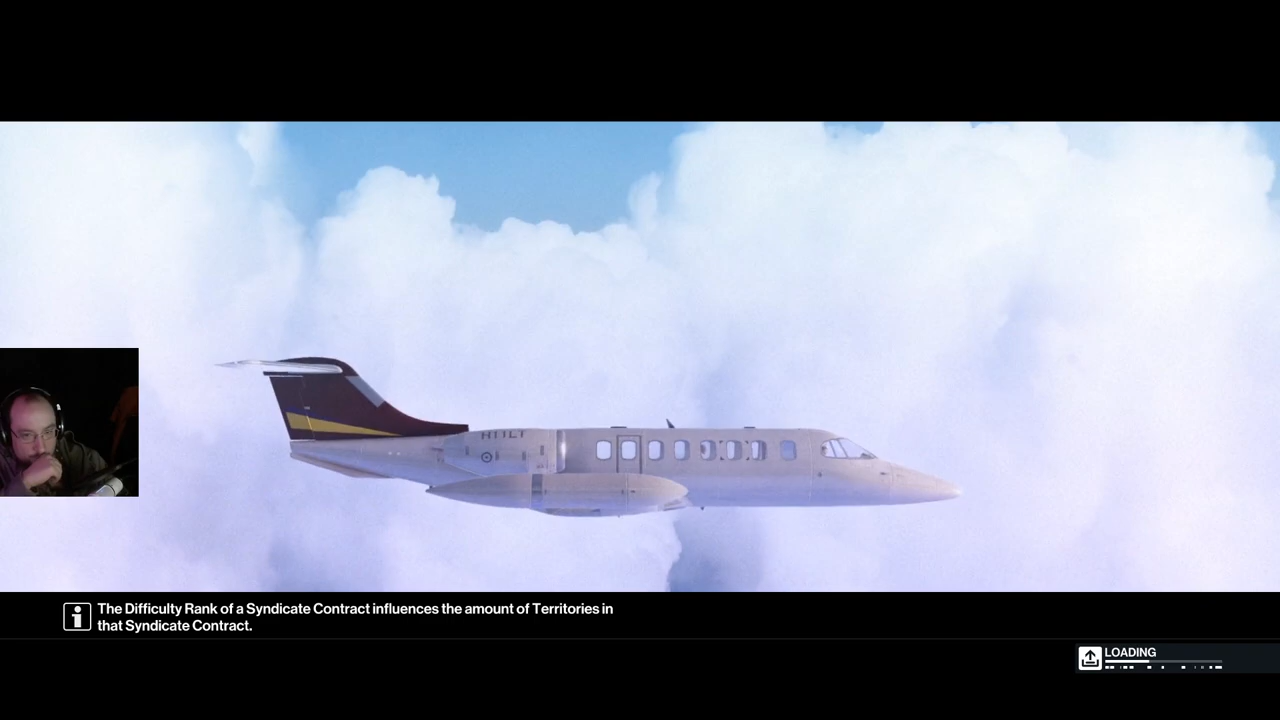 The Difficulty Rank of a Syndicate Contract influences the amount of Territories in
that Syndicate Contract.
LOADING